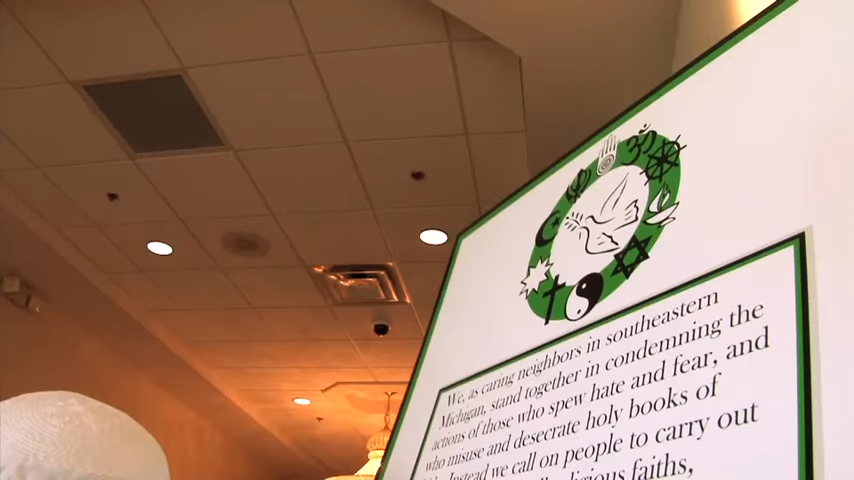 We, as caring neighbors in southeastern
Michigan, stand together in condemning the
actions of those who spew hate and fear, and
who misuse and desecrate holy books of
Instead we call on people to carry out
religious faiths,